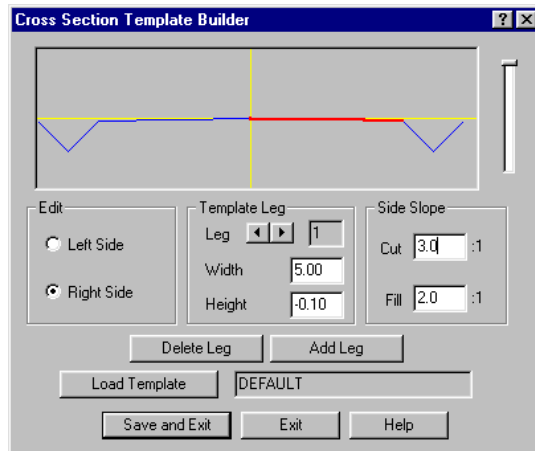 Cross Section Template Builder
Edit
Left Side
Right Side
Template Leg
Leg 1
Width 5.00
Height -0.10
Side Slope
Cut 3.0 :1
Fill 2.0 :1
Delete Leg Add Leg
Load Template DEFAULT
Save and Exit Exit Help